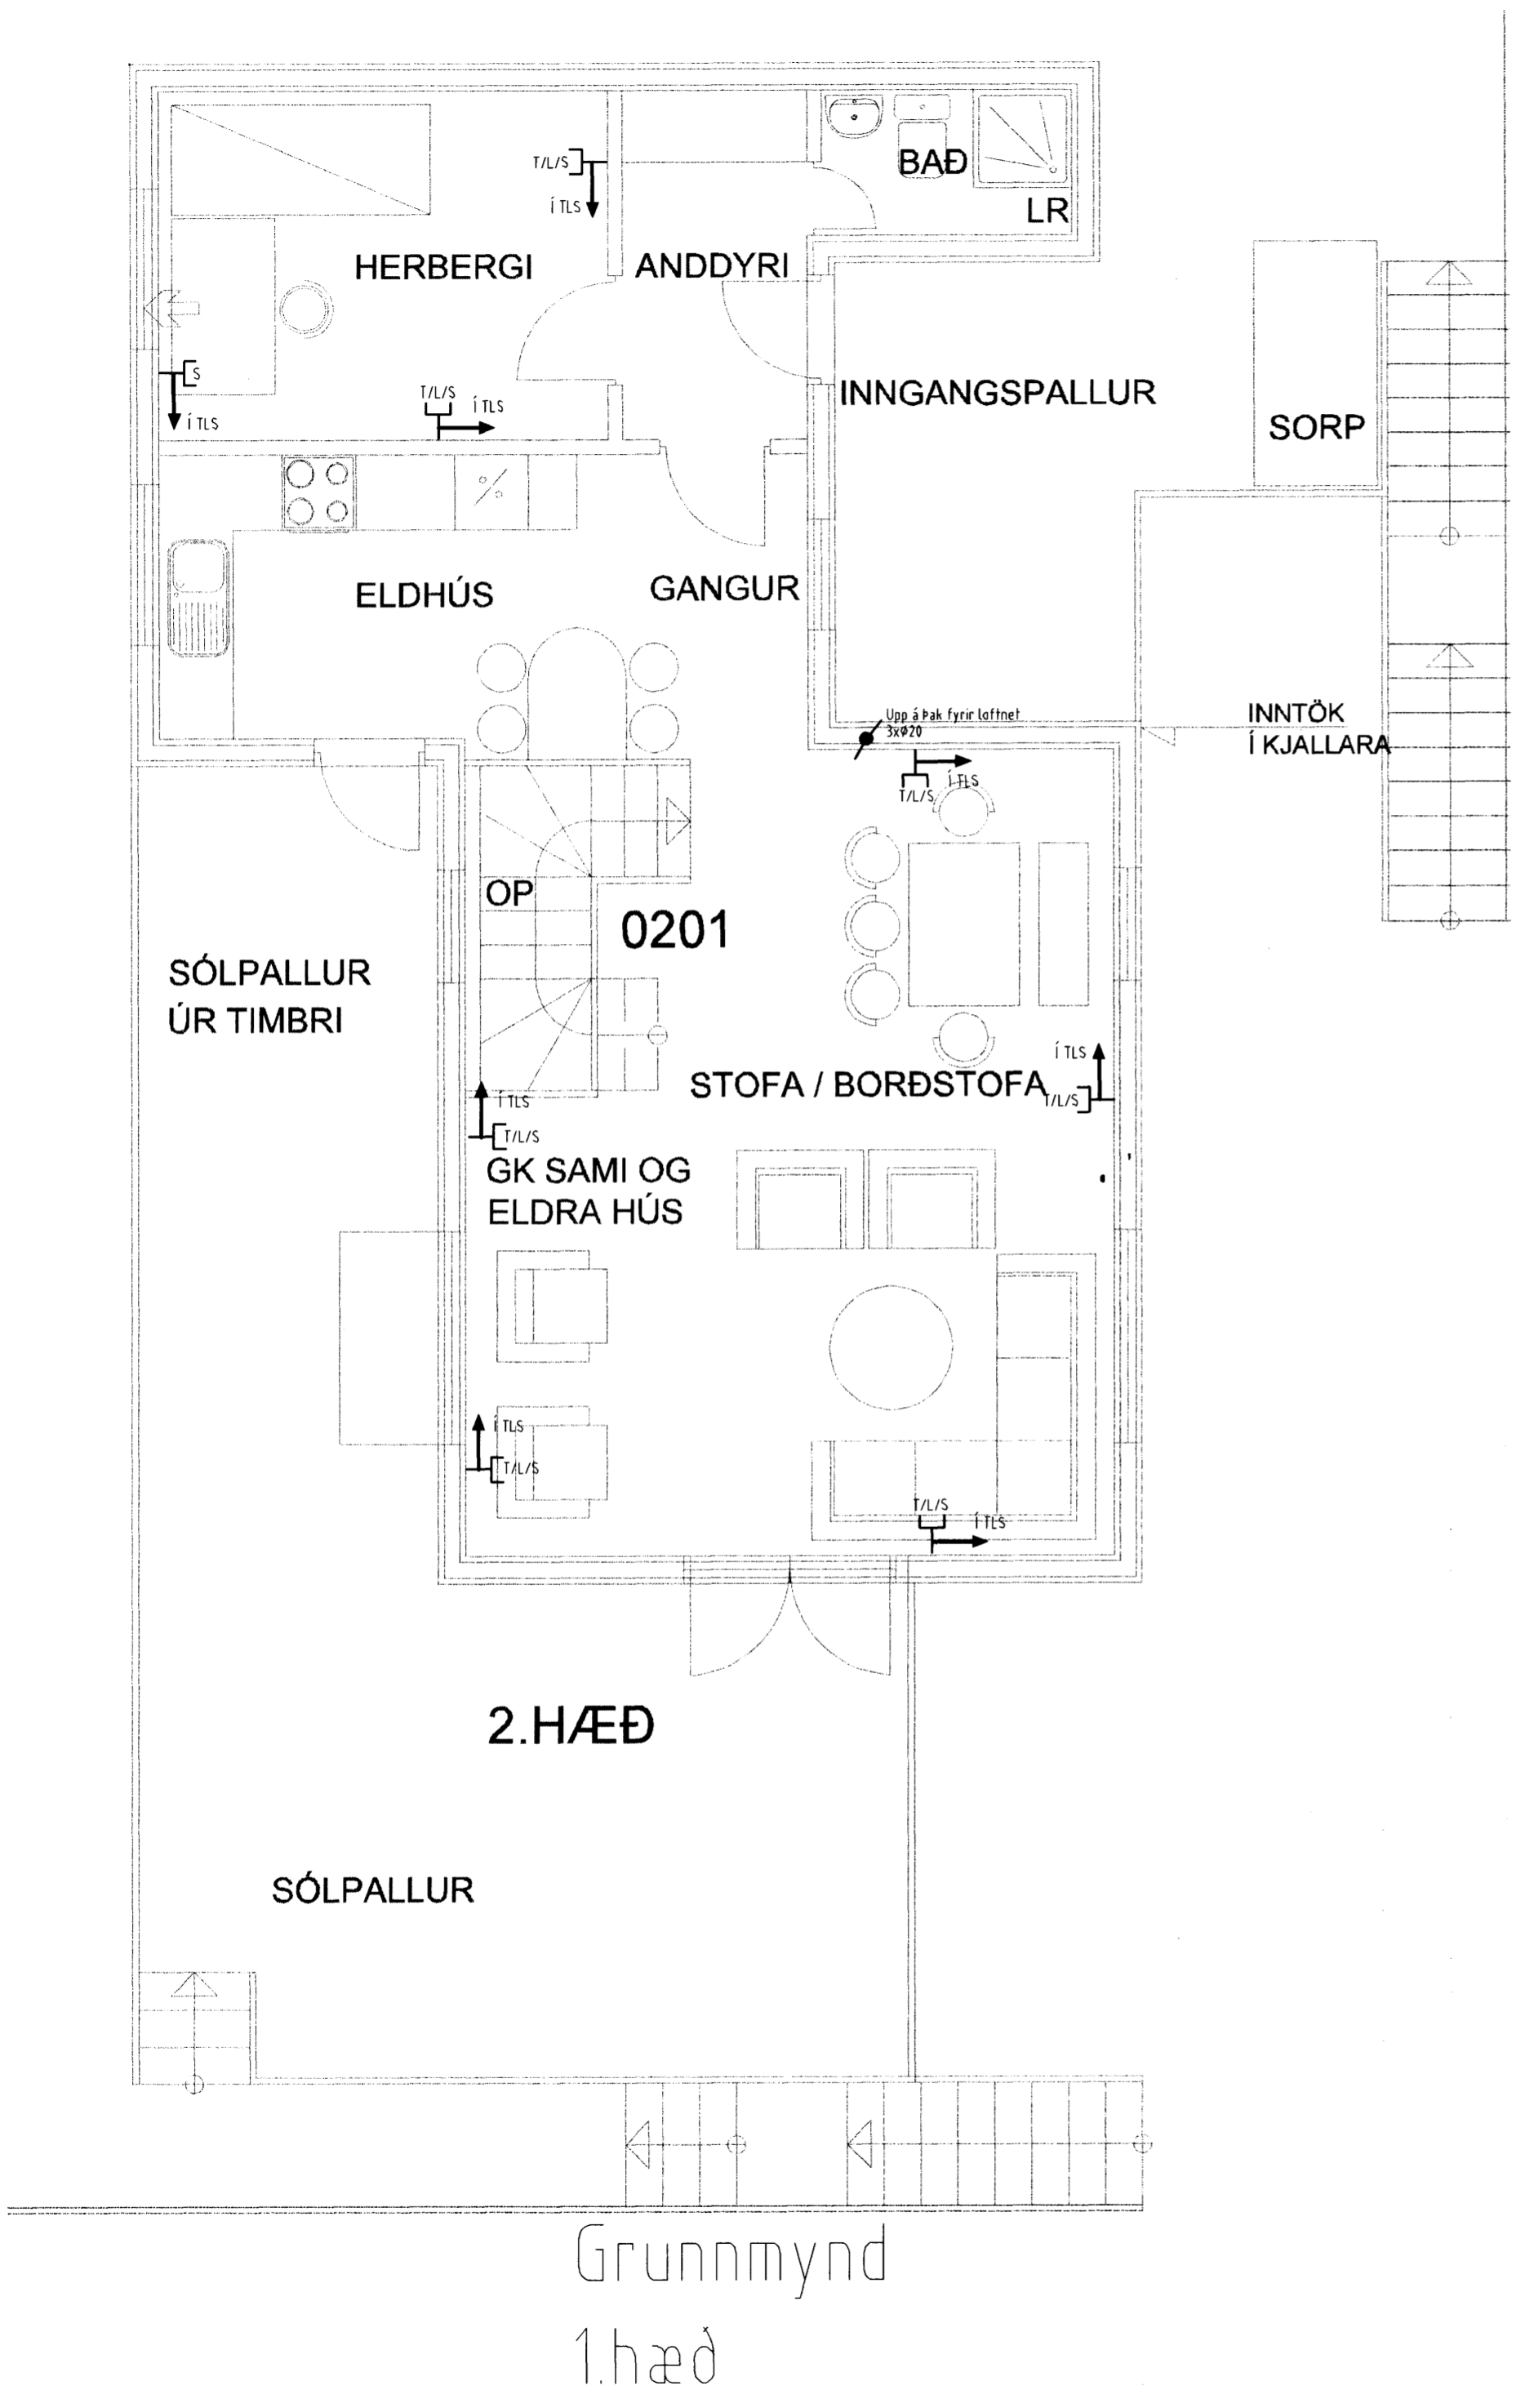 BAÐ
T/L/S
Í TLS
LR
HERBERGI
ANDDYRI
S
Í TLS
T/L/S
Í TLS
INNGANGSPALLUR
SORP
ELDHÚS
GANGUR
Upp á Þak fyrir loftnet
3xØ20
INNTÖK
Í KJALLARA
T/L/S
Í TLS
OP
0201
SÓLPALLUR
ÚR TIMBRI
Í TLS
T/L/S
STOFA / BORÐSTOFA
Í TLS
T/L/S
GK SAMI OG
ELDRA HÚS
Í TLS
T/L/S
T/L/S
Í TLS
2.HÆÐ
SÓLPALLUR
Grunnmynd
1.hæð